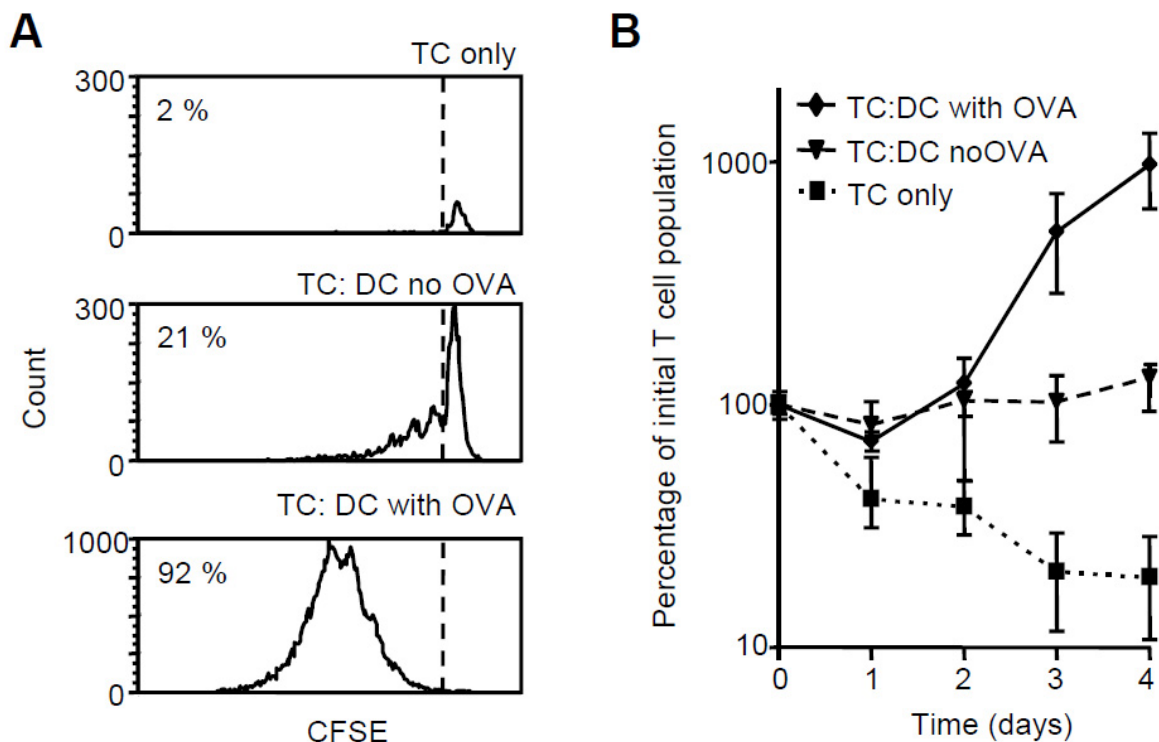 A
TC only
300
2 %
0
TC: DC no OVA
300
21 %
0
Count
TC: DC with OVA
1000
92 %
0
CFSE
B
TC:DC with OVA
TC:DC noOVA
TC only
1000
100
10
Percentage of initial T cell population
0 1 2 3 4
Time (days)